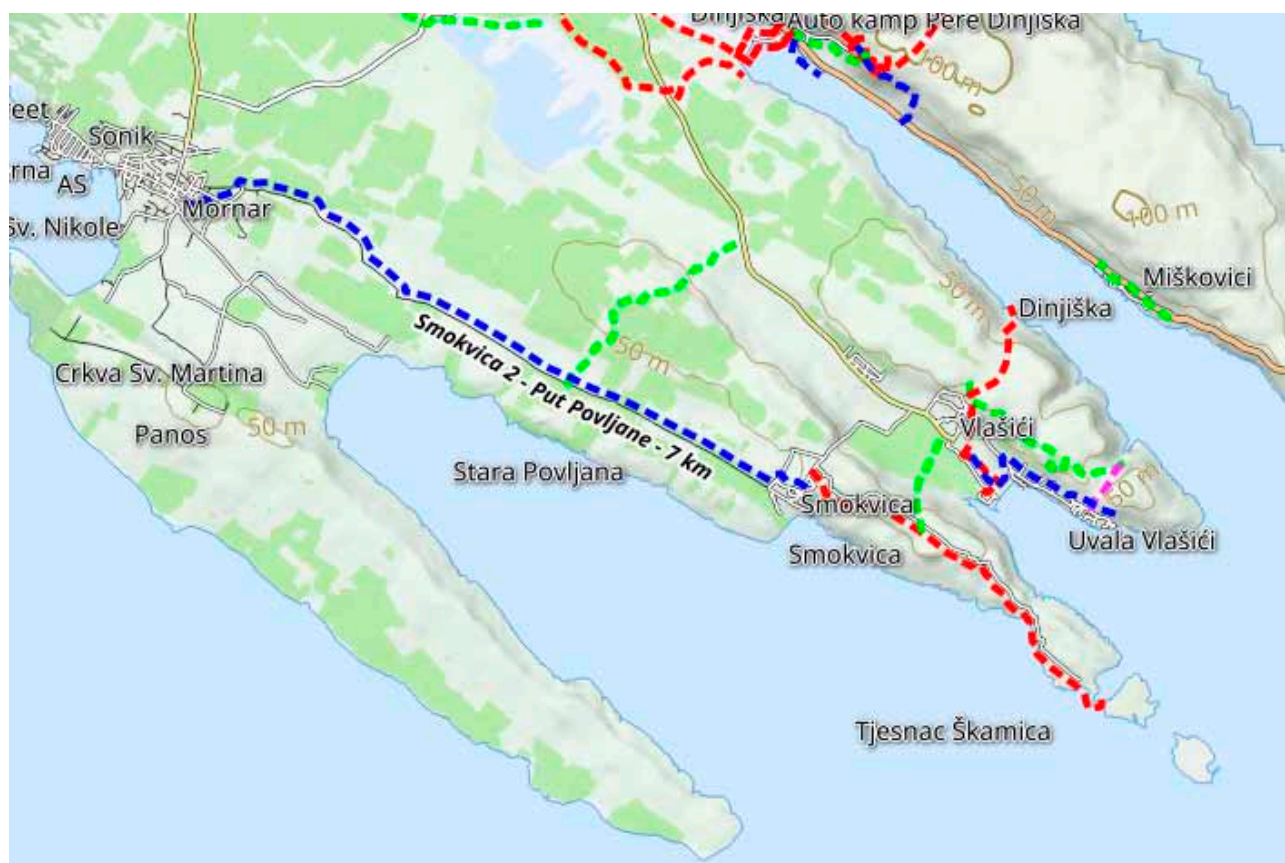 Dinjiška
Auto kamp Pere Dinjiška
100 m
reet
Sonik
rna
AS
Mornar
Sv. Nikole
50 m
100 m
Miškovici
50 m
Dinjiška
50 m
Smokvica 2 - Put Povljane - 7 km
Crkva Sv. Martina
Panos
50 m
Vlašići
Stara Povljana
50 m
Smokvica
Smokvica
Uvala Vlašići
Tjesnac Škamica